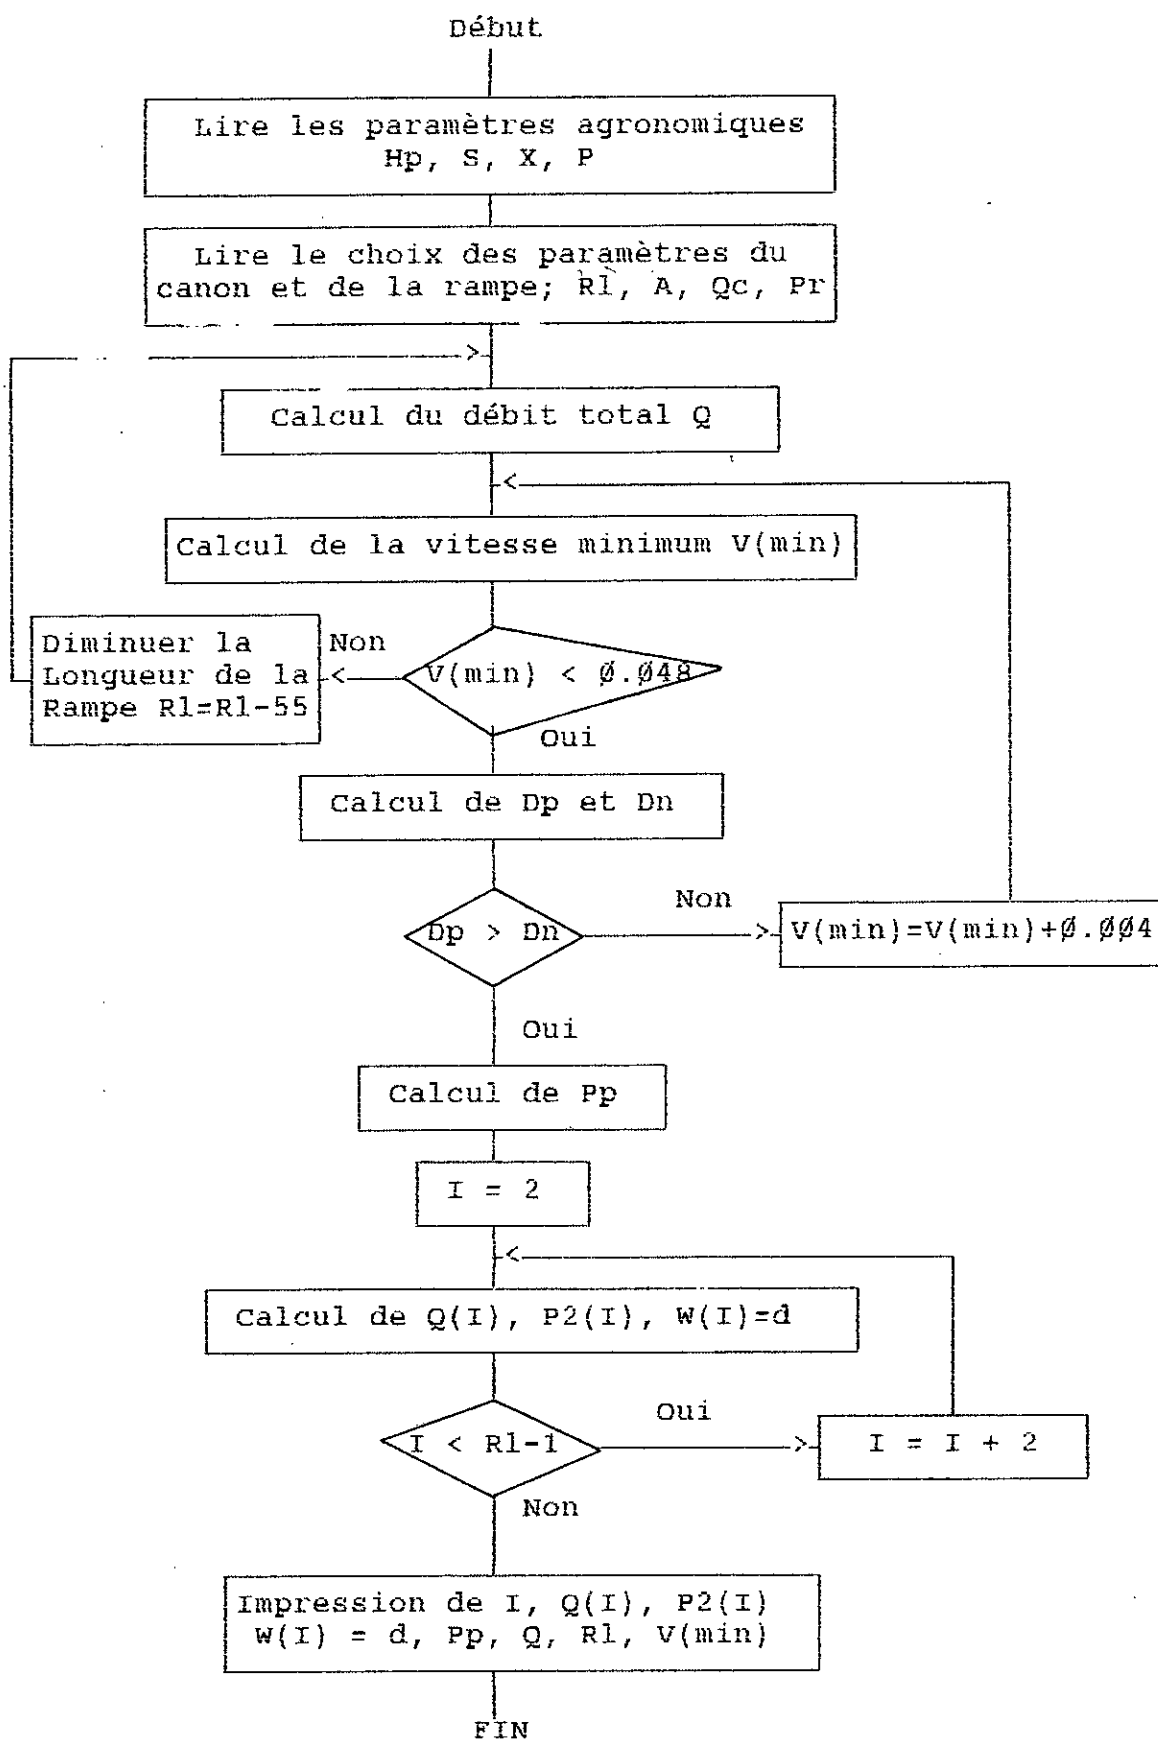 Début
Lire les paramètres agronomiques
Hp, S, X, P
Lire le choix des paramètres du
canon et de la rampe; Rl, A, Qc, Pr
>
Calcul du débit total Q
<
Calcul de la vitesse minimum V(min)
Diminuer la
Longueur de la
Rampe Rl=Rl-55
Non
<
V(min) < Ø.Ø48
Oui
Calcul de Dp et Dn
Dp > Dn
Non
>
V(min)=V(min)+Ø.ØØ4
Oui
Calcul de Pp
I = 2
<
Calcul de Q(I), P2(I), W(I)=d
I < Rl-1
Oui
>
I = I + 2
Non
Impression de I, Q(I), P2(I)
W(I) = d, Pp, Q, Rl, V(min)
FIN